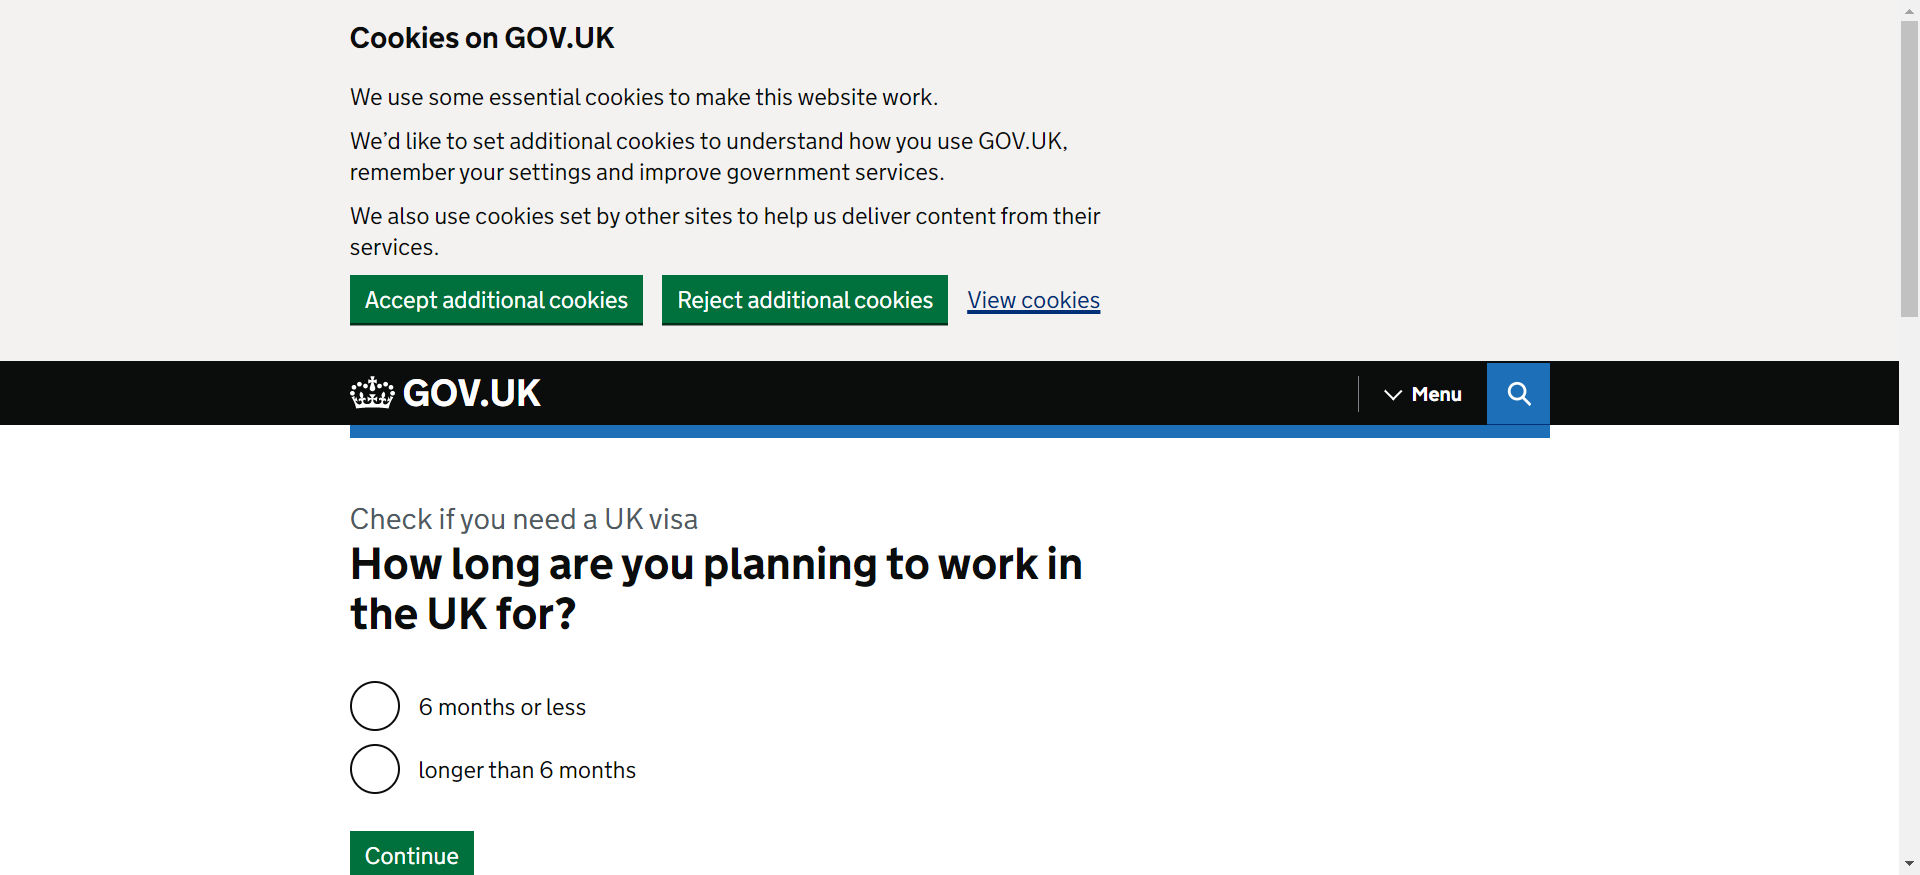 Cookies on GOV.UK
We use some essential cookies to make this website work.
We’d like to set additional cookies to understand how you use GOV.UK,
remember your settings and improve government services.
We also use cookies set by other sites to help us deliver content from their
services.
Accept additional cookies Reject additional cookies View cookies
GOV.UK Menu
Check if you need a UK visa
How long are you planning to work in
the UK for?
6 months or less
longer than 6 months
Continue